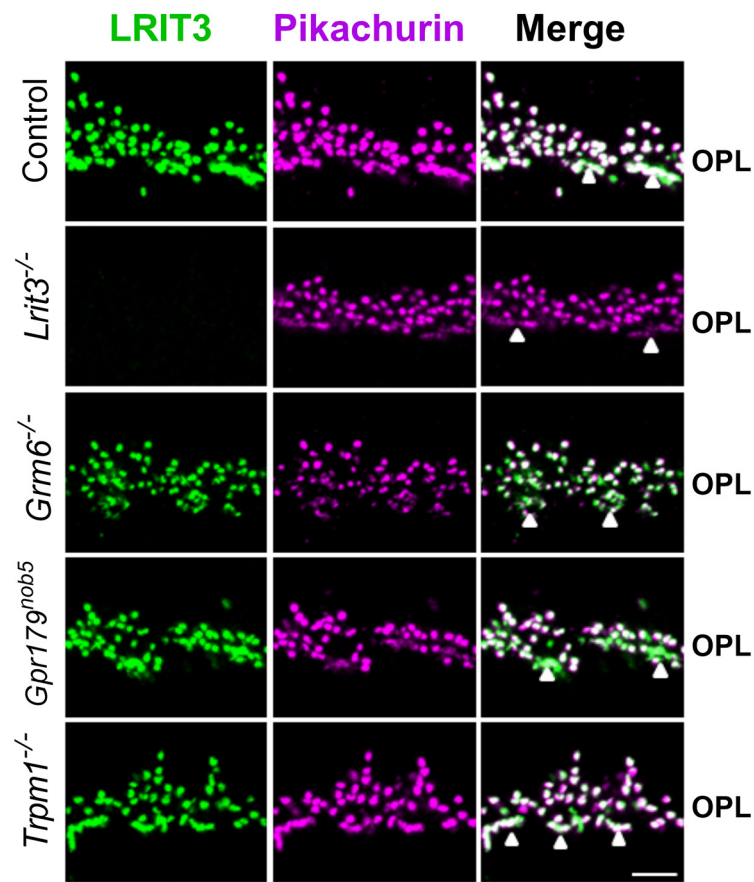 LRIT3 Pikachurin Merge
Control OPL
Lrit3-/- OPL
Grm6-/- OPL
Gpr179nob5 OPL
Trpm1-/- OPL